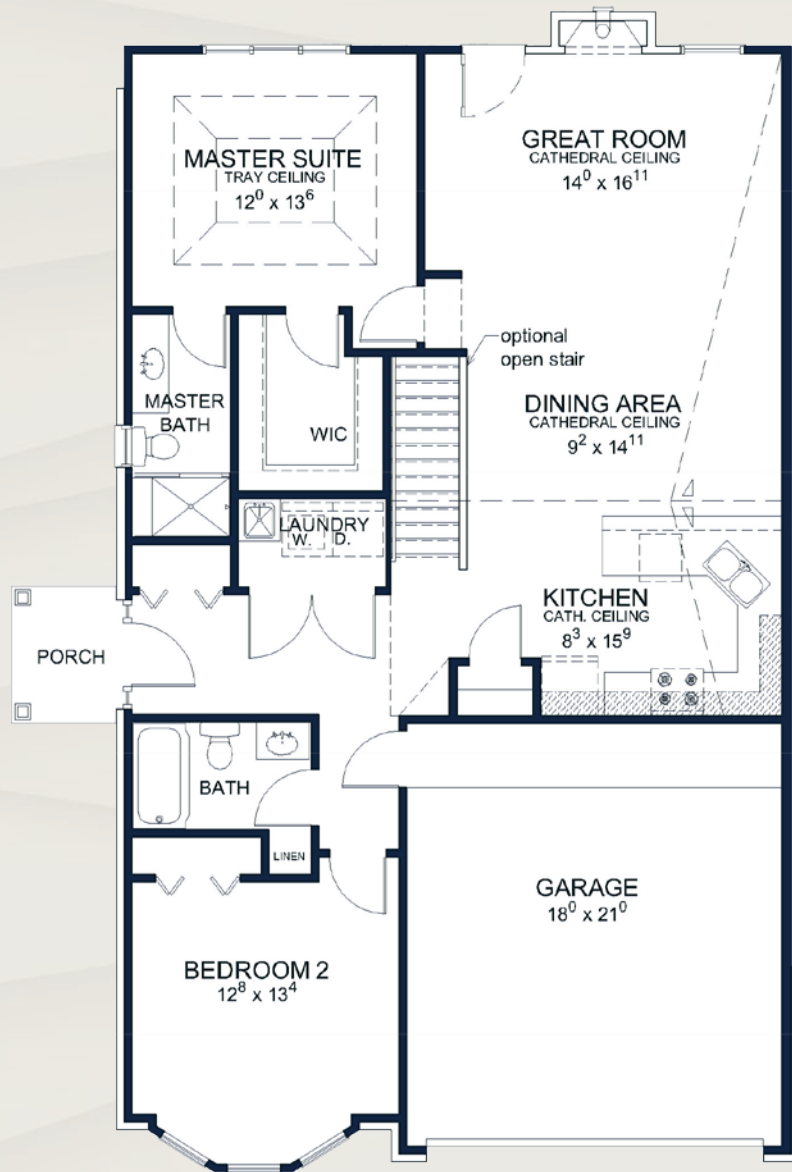 MASTER SUITE
TRAY CEILING
12⁰ x 13⁶
GREAT ROOM
CATHEDRAL CEILING
14⁰ x 16¹¹
optional
open stair
MASTER
BATH
WIC
DINING AREA
CATHEDRAL CEILING
9² x 14¹¹
LAUNDRY
W. D.
KITCHEN
CATH. CEILING
8³ x 15⁹
PORCH
BATH
LINEN
GARAGE
18⁰ x 21⁰
BEDROOM 2
12⁸ x 13⁴